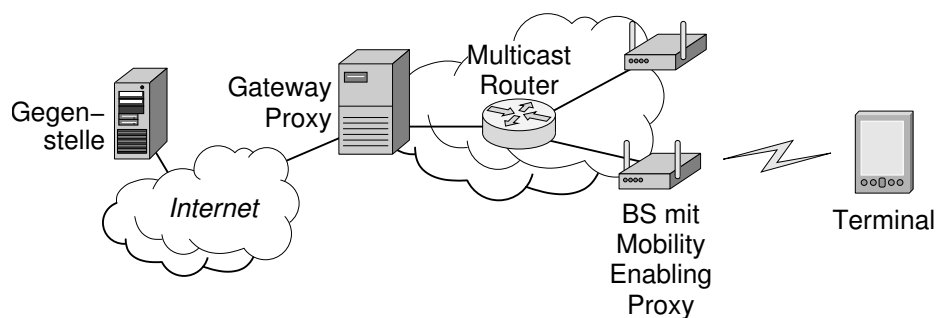 Gegen–
stelle
Internet
Gateway
Proxy
Multicast
Router
BS mit
Mobility
Enabling
Proxy
Terminal